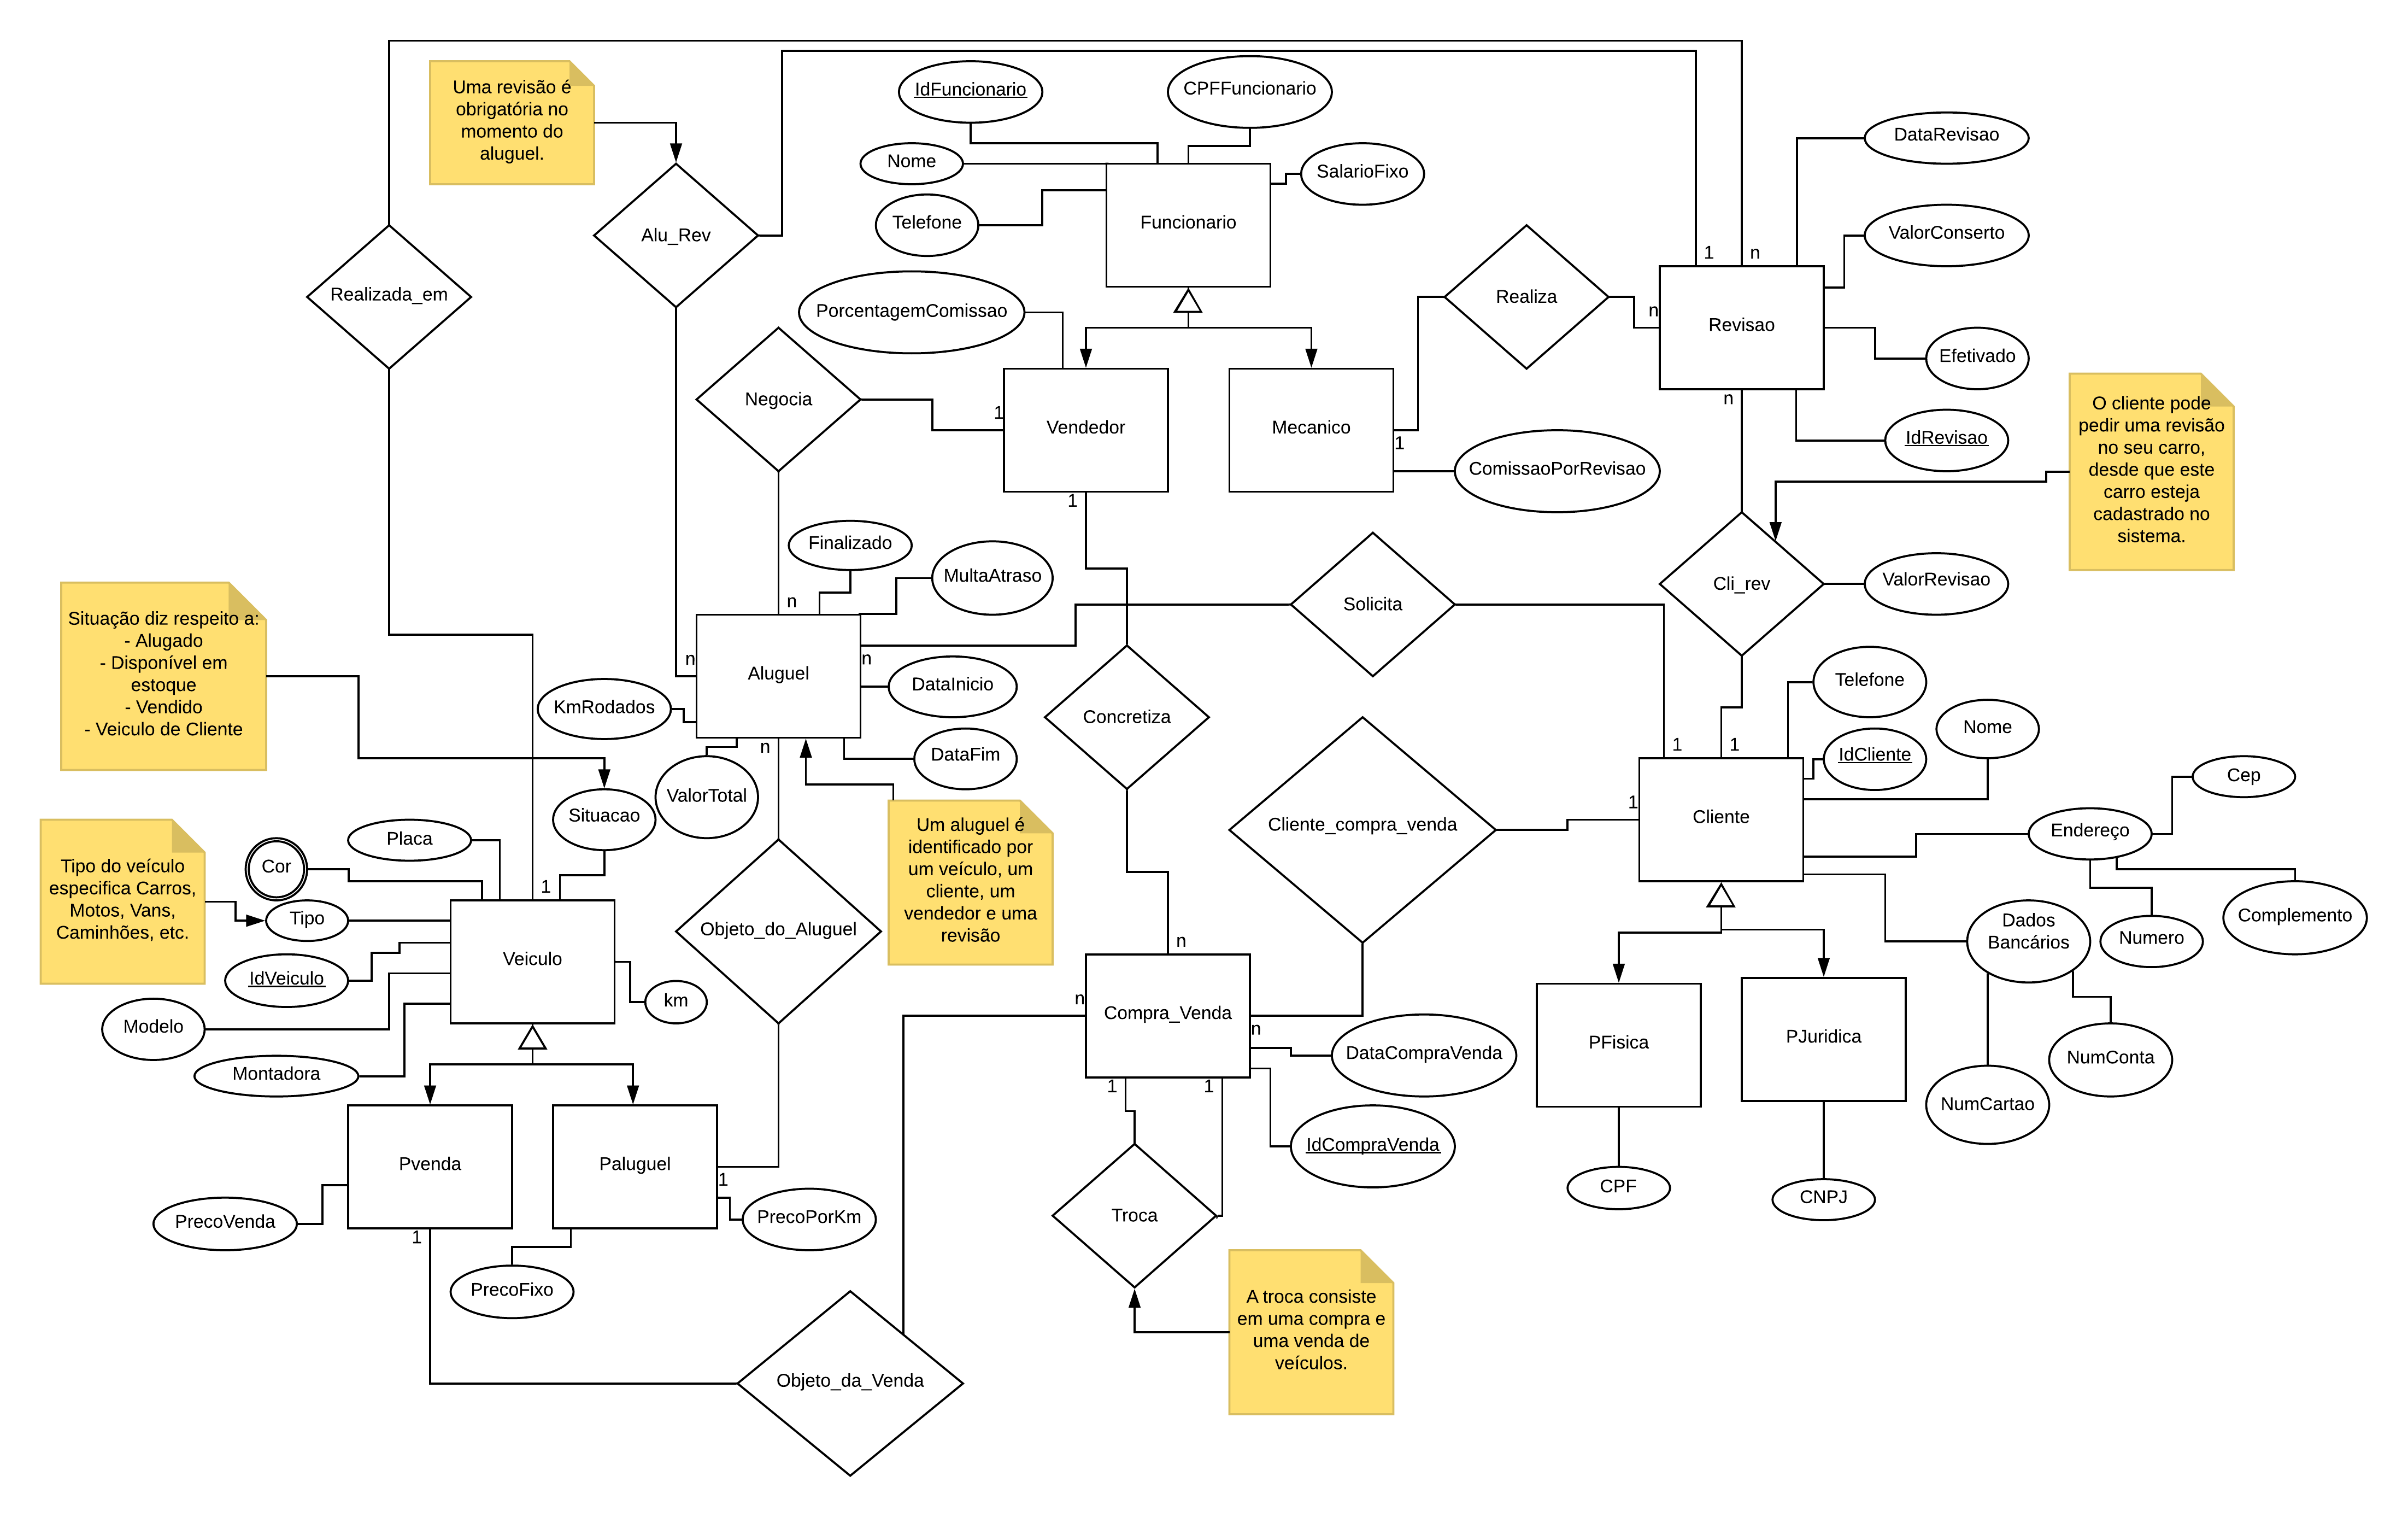 Uma revisão é
obrigatória no
momento do
aluguel.
IdFuncionario
CPFFuncionario
Nome
SalarioFixo
Telefone
Funcionario
DataRevisao
ValorConserto
Alu_Rev
Realizada_em
PorcentagemComissao
Realiza
1
n
n
Revisao
Efetivado
n
IdRevisao
Negocia
1
Vendedor
Mecanico
1
ComissaoPorRevisao
1
O cliente pode
pedir uma revisão
no seu carro,
desde que este
carro esteja
cadastrado no
sistema.
Finalizado
MultaAtraso
Solicita
Cli_rev
ValorRevisao
n
Situação diz respeito a:
- Alugado
- Disponível em
estoque
- Vendido
- Veiculo de Cliente
n
Aluguel
n
DataInicio
KmRodados
DataFim
n
ValorTotal
Concretiza
Telefone
Nome
1
1
IdCliente
Cep
1
Cliente
Endereço
Complemento
Numero
Dados
Bancários
NumConta
NumCartao
Cliente_compra_venda
Situacao
Placa
Cor
Tipo do veículo
especifica Carros,
Motos, Vans,
Caminhões, etc.
Tipo
1
Veiculo
IdVeiculo
km
Modelo
Montadora
Objeto_do_Aluguel
Um aluguel é
identificado por
um veículo, um
cliente, um
vendedor e uma
revisão
n
n
Compra_Venda
n
DataCompraVenda
1
1
IdCompraVenda
PFisica
PJuridica
CPF
CNPJ
Pvenda
Paluguel
1
PrecoVenda
PrecoPorKm
1
PrecoFixo
Troca
A troca consiste
em uma compra e
uma venda de
veículos.
Objeto_da_Venda